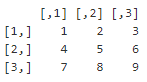 [,1] [,2] [,3]
[1,]    1    2    3
[2,]    4    5    6
[3,]    7    8    9